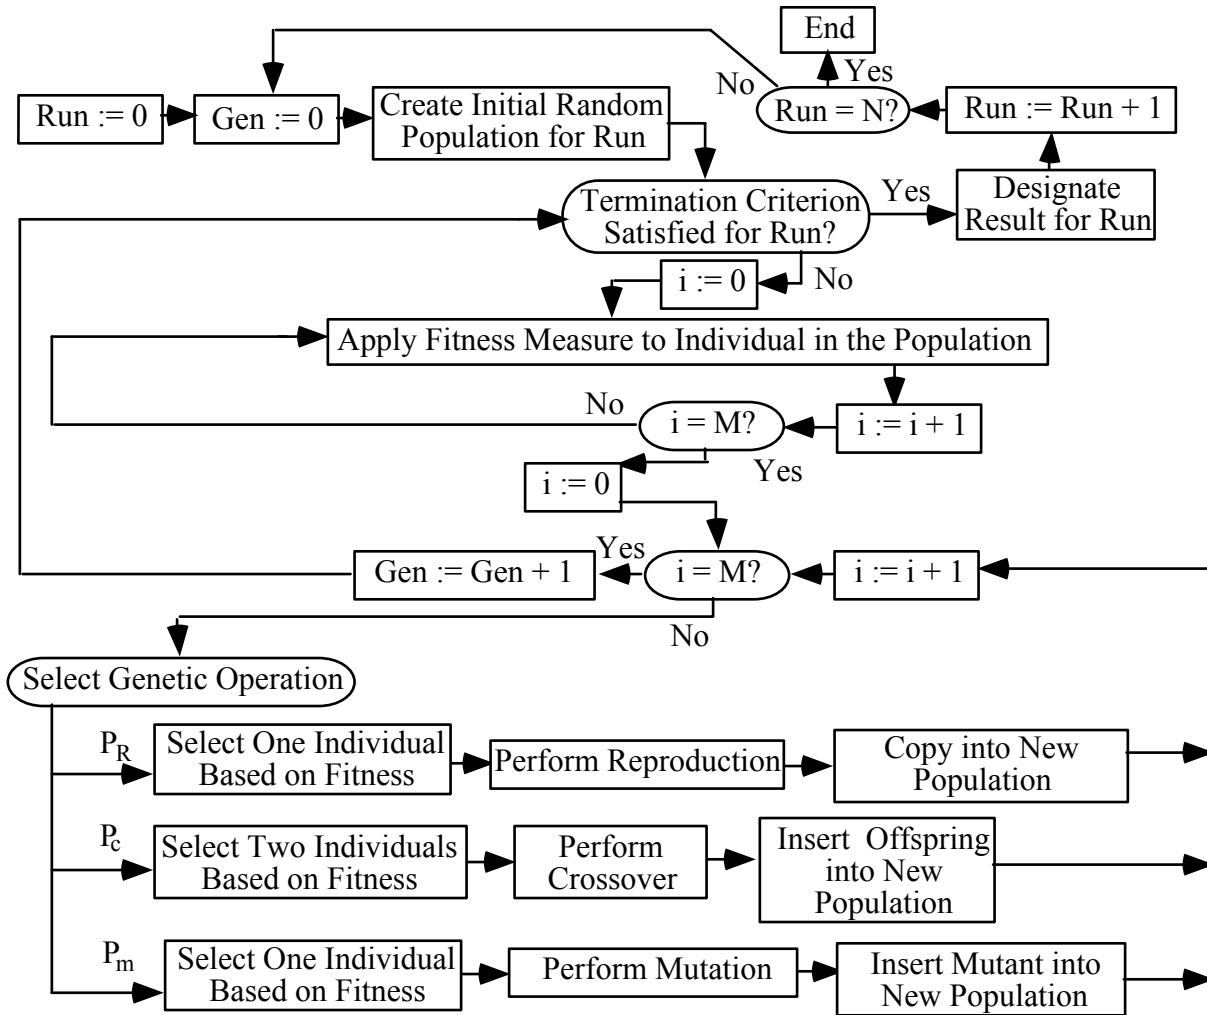 End
No
Yes
Run := 0
Gen := 0
Create Initial Random
Population for Run
Run = N?
Run := Run + 1
Termination Criterion
Satisfied for Run?
Yes
Designate
Result for Run
i := 0
No
Apply Fitness Measure to Individual in the Population
No
i = M?
i := i + 1
Yes
i := 0
Gen := Gen + 1
Yes
i = M?
i := i + 1
No
Select Genetic Operation
PR
Select One Individual
Based on Fitness
Perform Reproduction
Copy into New
Population
Pc
Select Two Individuals
Based on Fitness
Perform
Crossover
Insert Offspring
into New
Population
Pm
Select One Individual
Based on Fitness
Perform Mutation
Insert Mutant into
New Population